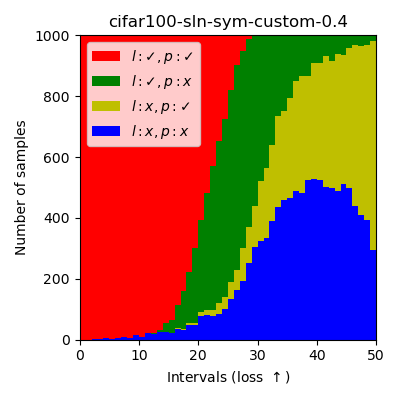 cifar100-sln-sym-custom-0.4
1000
800
600
400
200
0
Number of samples
l:✓,p:✓
l:✓,p:x
l:x,p:✓
l:x,p:x
0 10 20 30 40 50
Intervals (loss ↑)